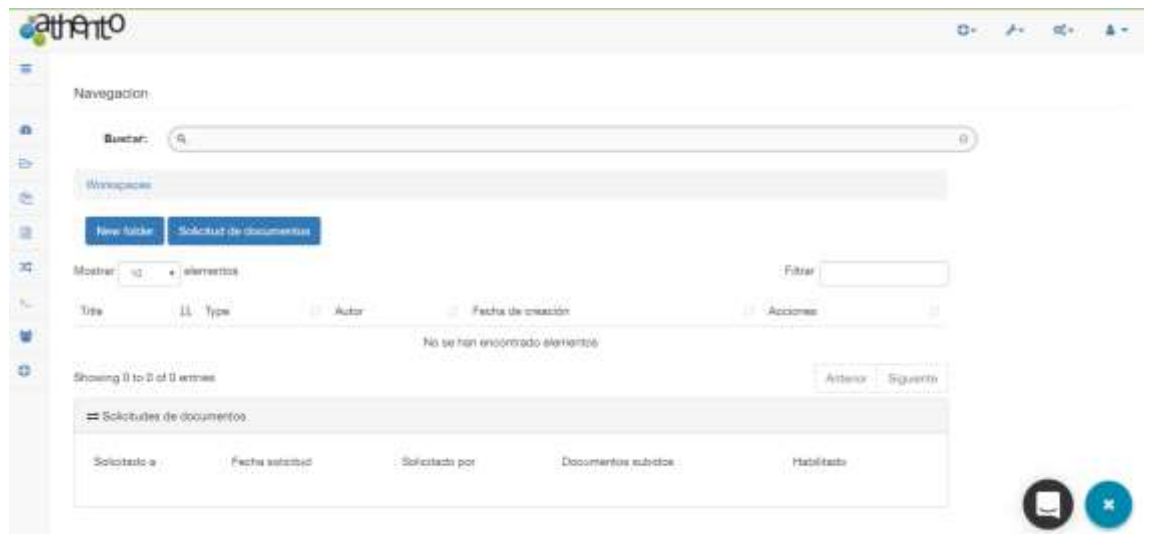 athento
Navegacion
Buscar:
Workspaces
New folder Solicitud de documentos
Mostrar 10 elementos Filtrar
Title Type Autor Fecha de creación Acciones
No se han encontrado elementos
Showing 0 to 0 of 0 entries
Anterior Siguiente
Solicitudes de documentos
Solicitado a Fecha solicitud Solicitado por Documentos subidos Habilitado